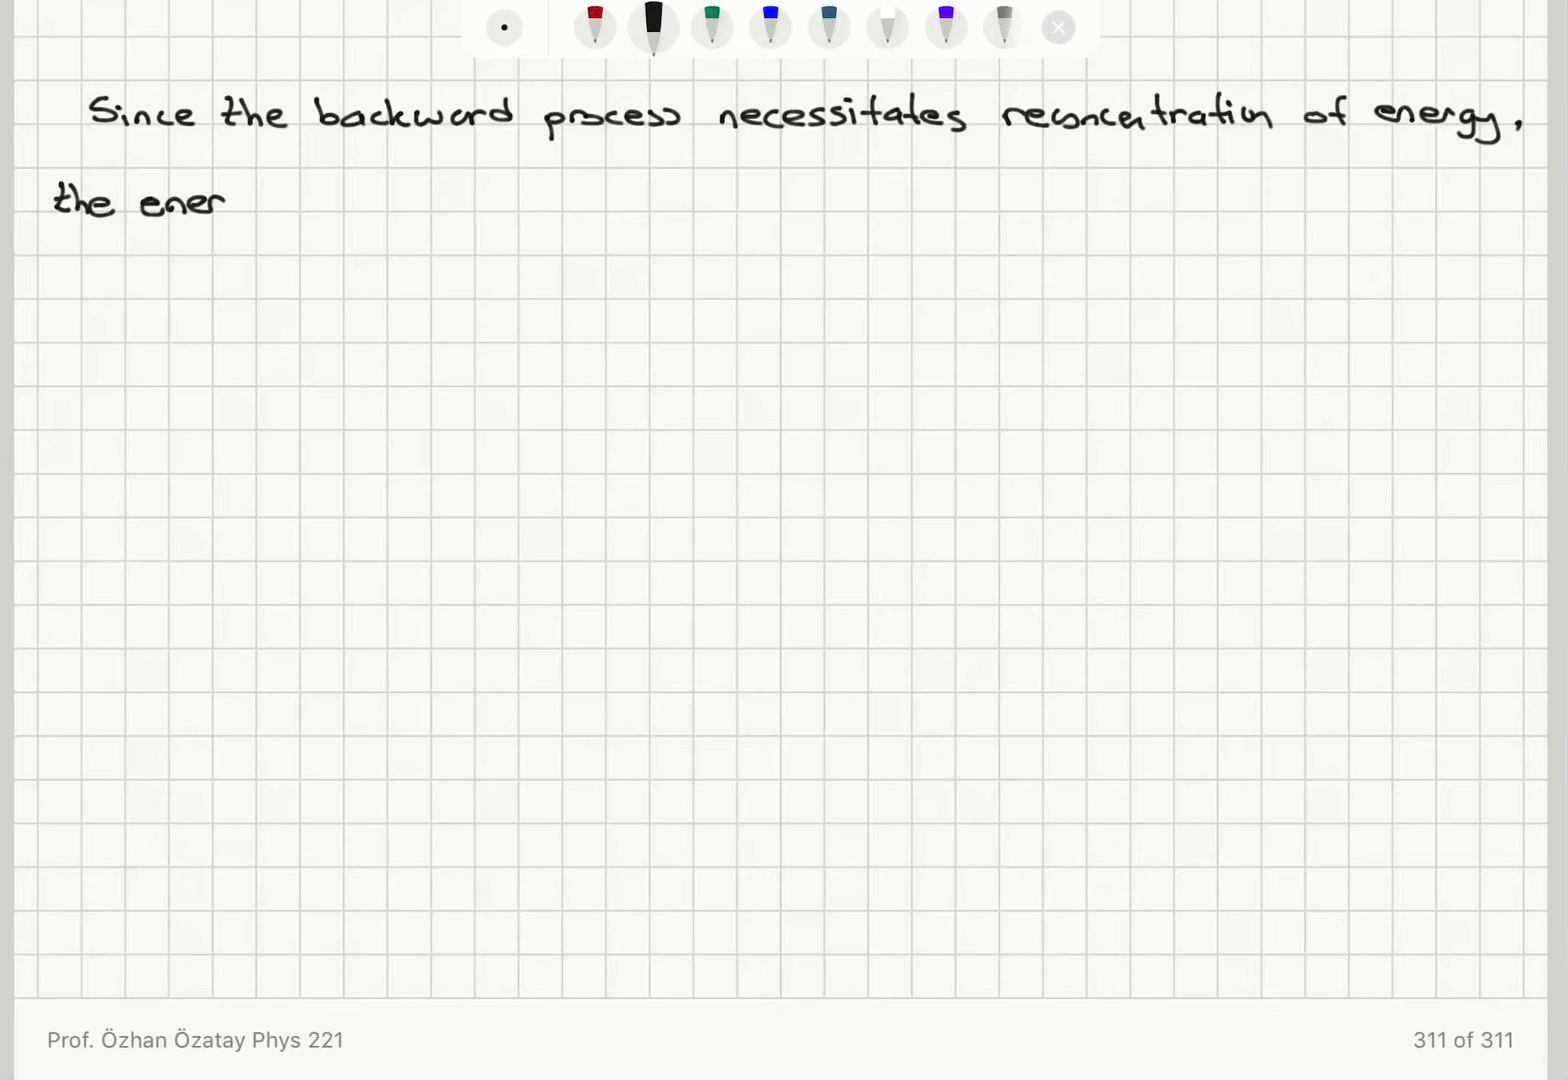 Since the backward process necessitates reconcentration of energy,
the ener
Prof. Özhan Özatay Phys 221
311 of 311